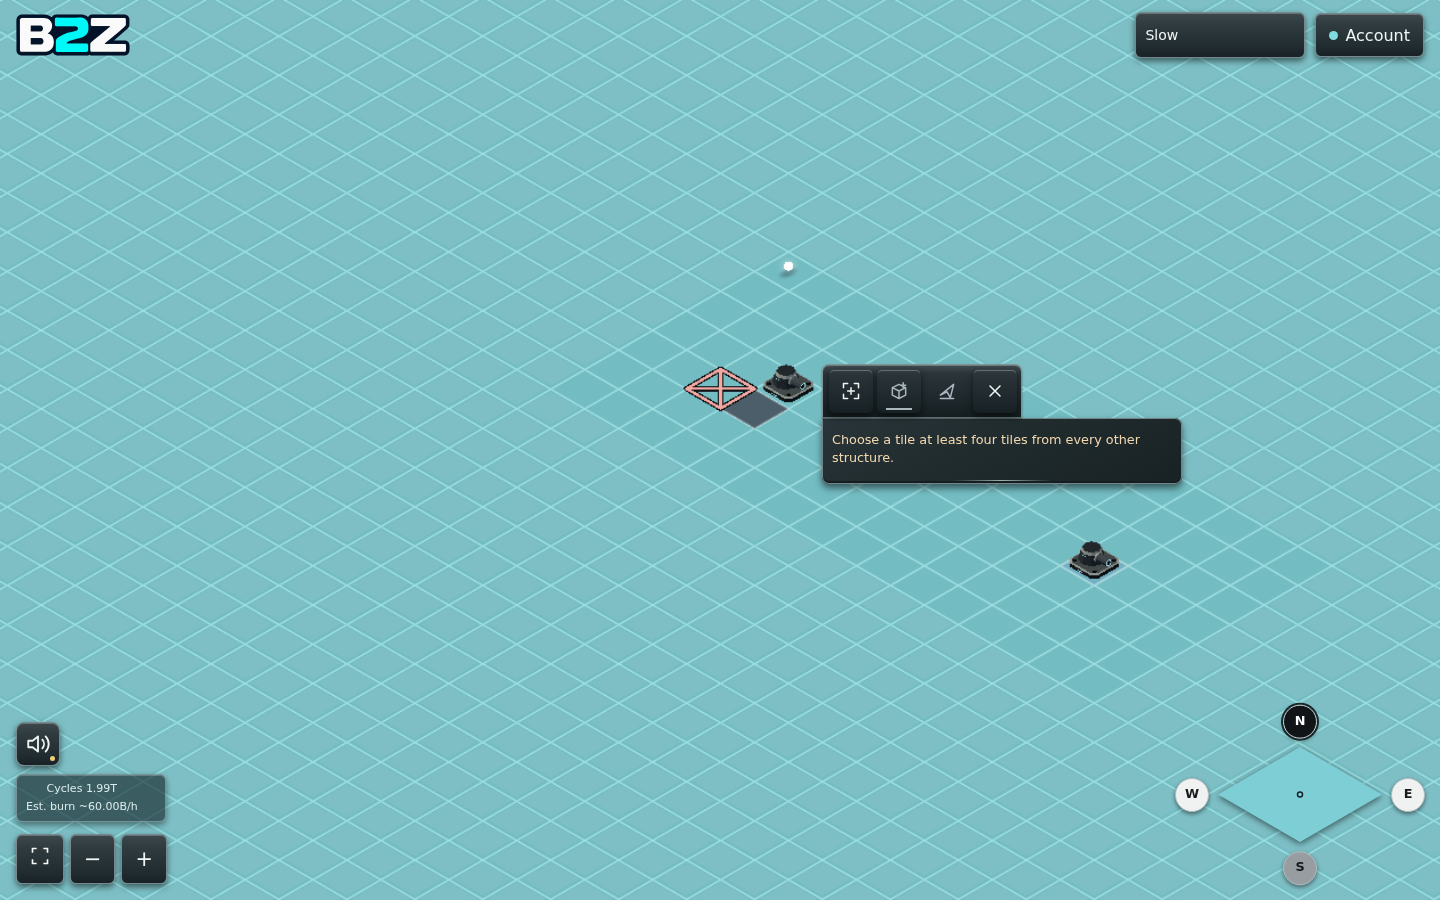 B2Z
Slow
Account
Choose a tile at least four tiles from every other
structure.
Cycles 1.99T
Est. burn ~60.00B/h
N
W
E
S